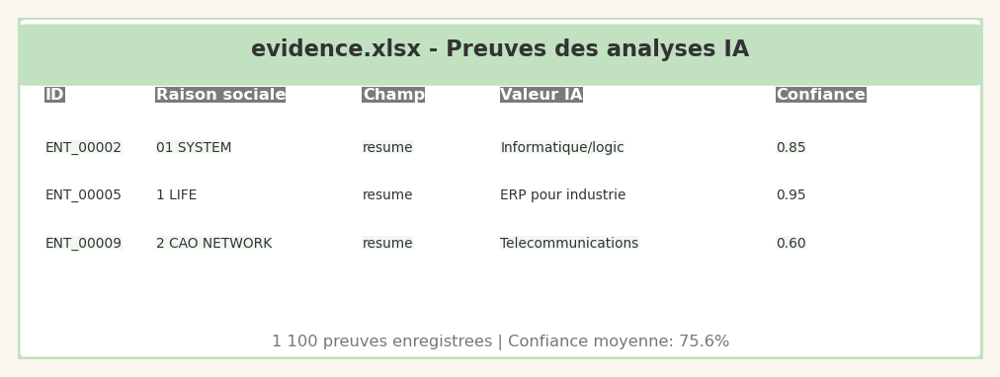 evidence.xlsx - Preuves des analyses IA
ID Raison sociale Champ Valeur IA Confiance
ENT_00002 01 SYSTEM resume Informatique/logic 0.85
ENT_00005 1 LIFE resume ERP pour industrie 0.95
ENT_00009 2 CAO NETWORK resume Telecommunications 0.60
1 100 preuves enregistrees | Confiance moyenne: 75.6%